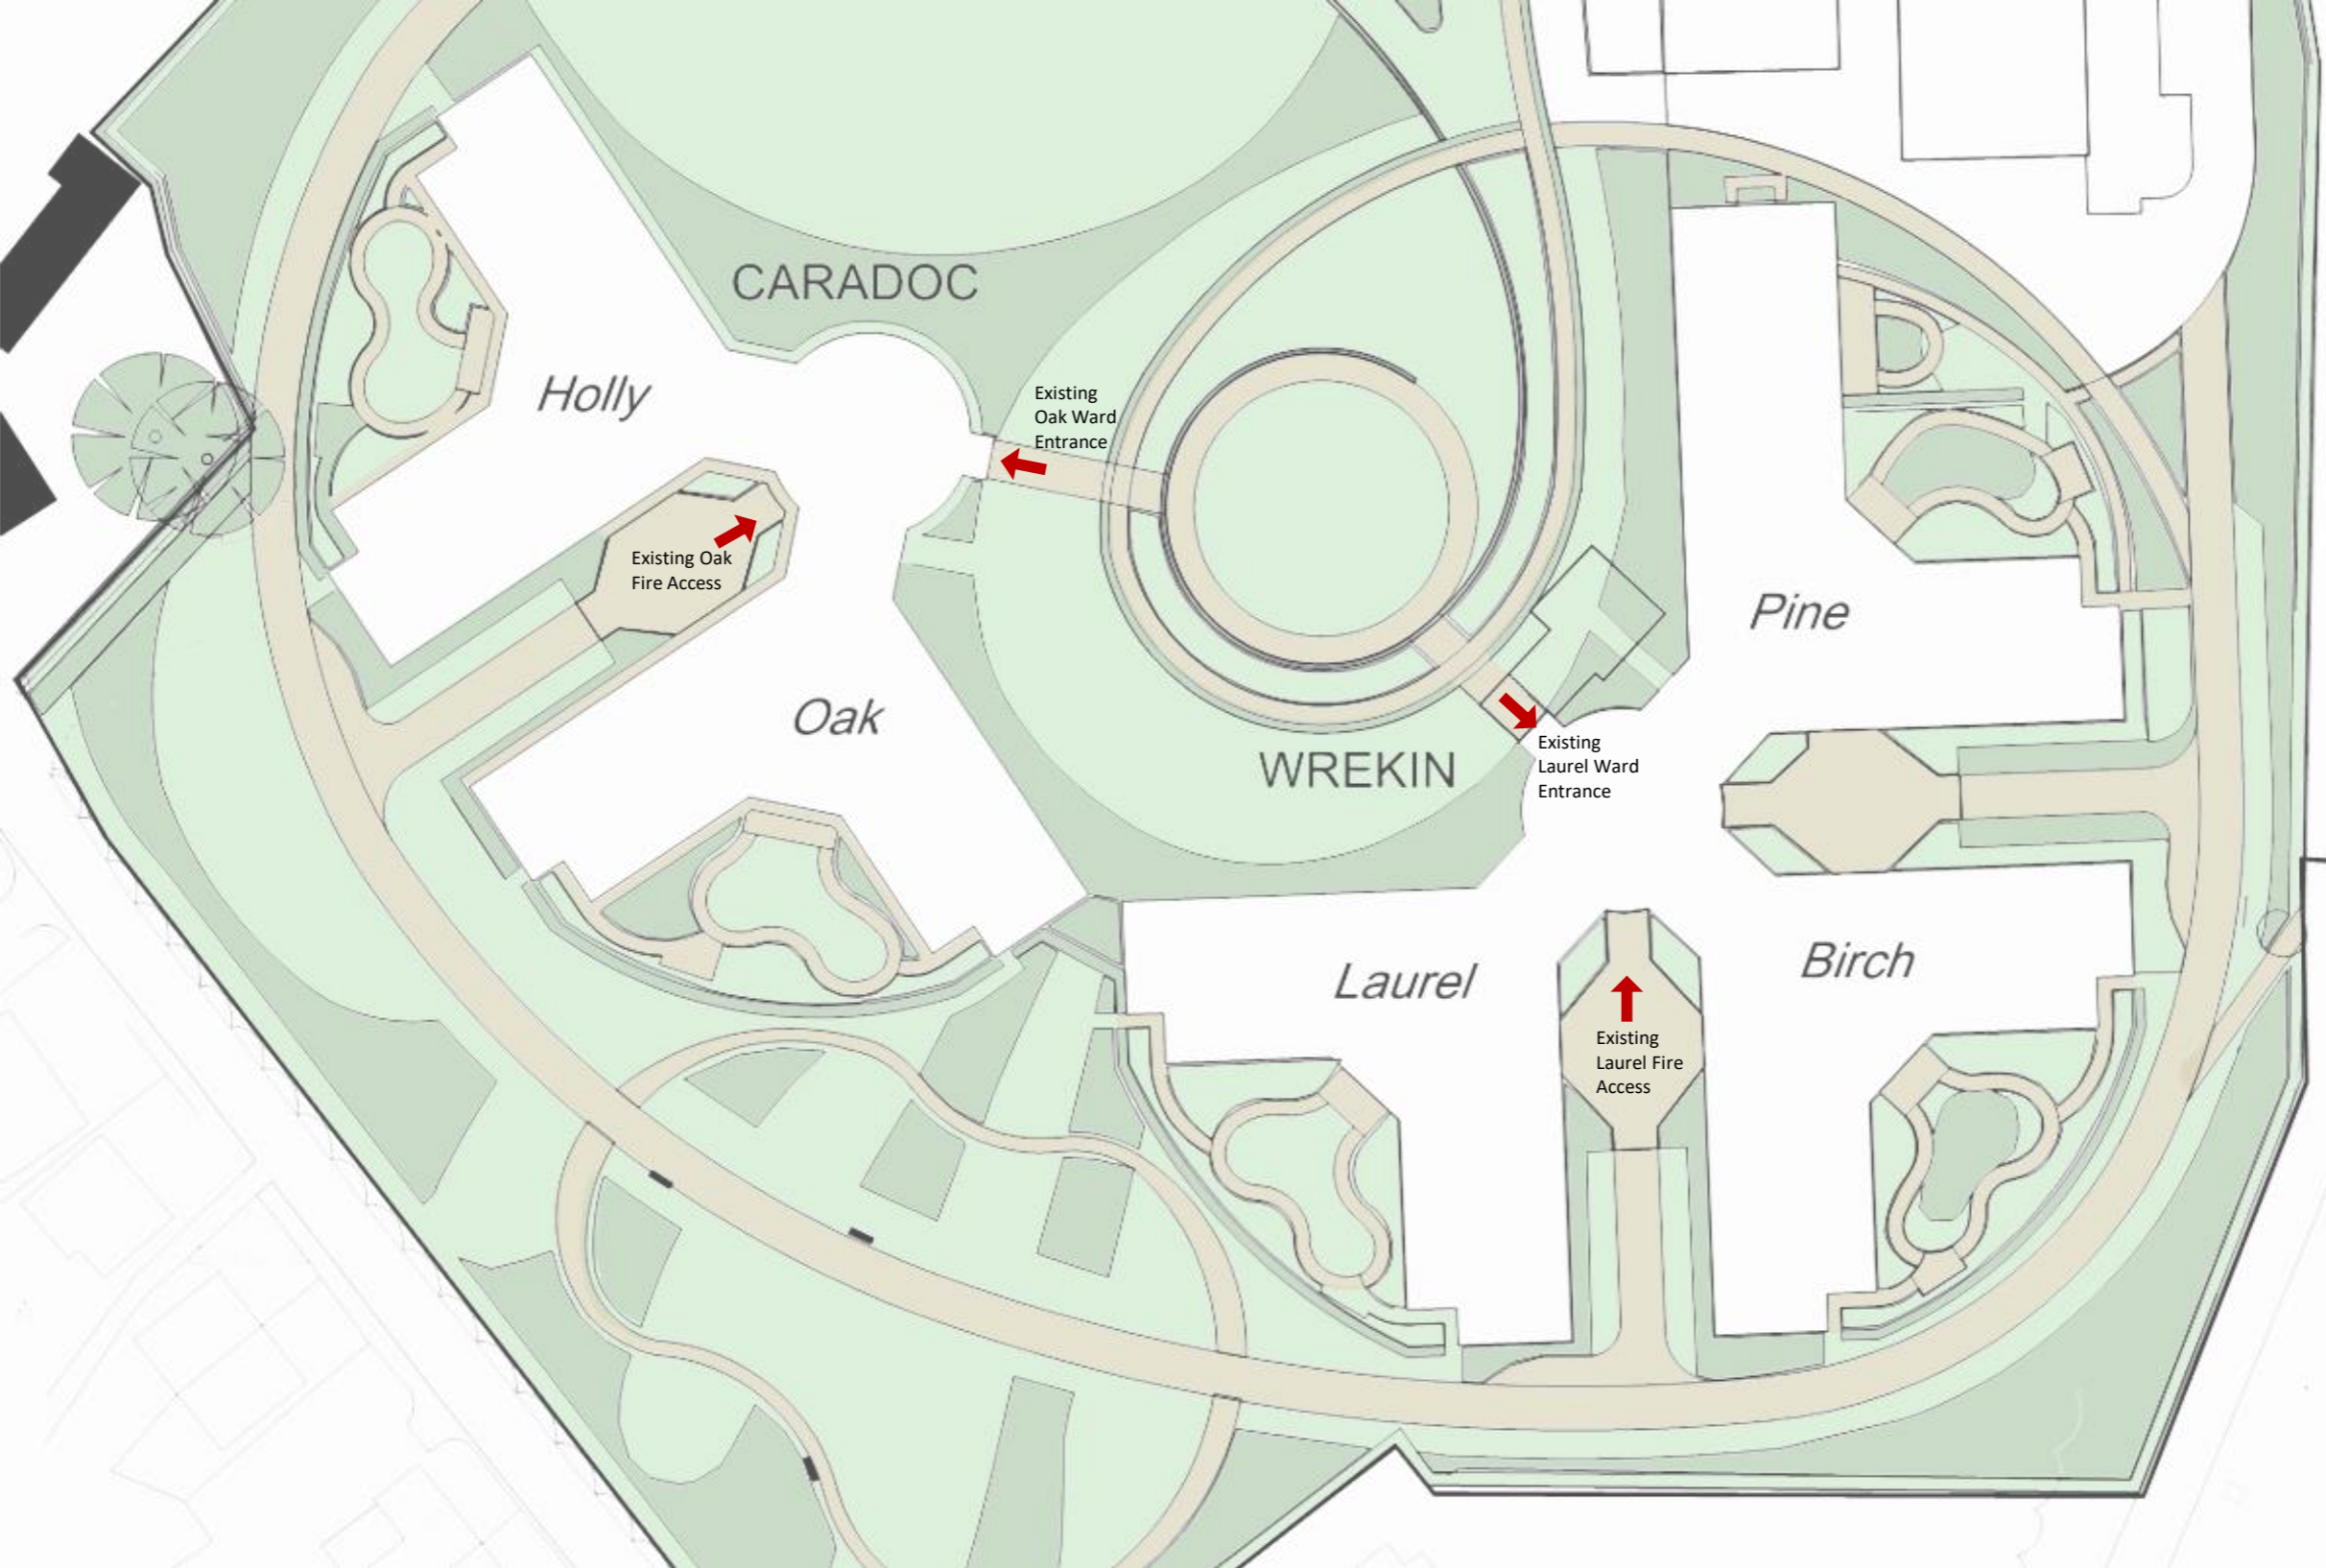 CARADOC
Holly
Existing
Oak Ward
Entrance
Existing Oak
Fire Access
Pine
Oak
WREKIN
Existing
Laurel Ward
Entrance
Laurel
Birch
Existing
Laurel Fire
Access